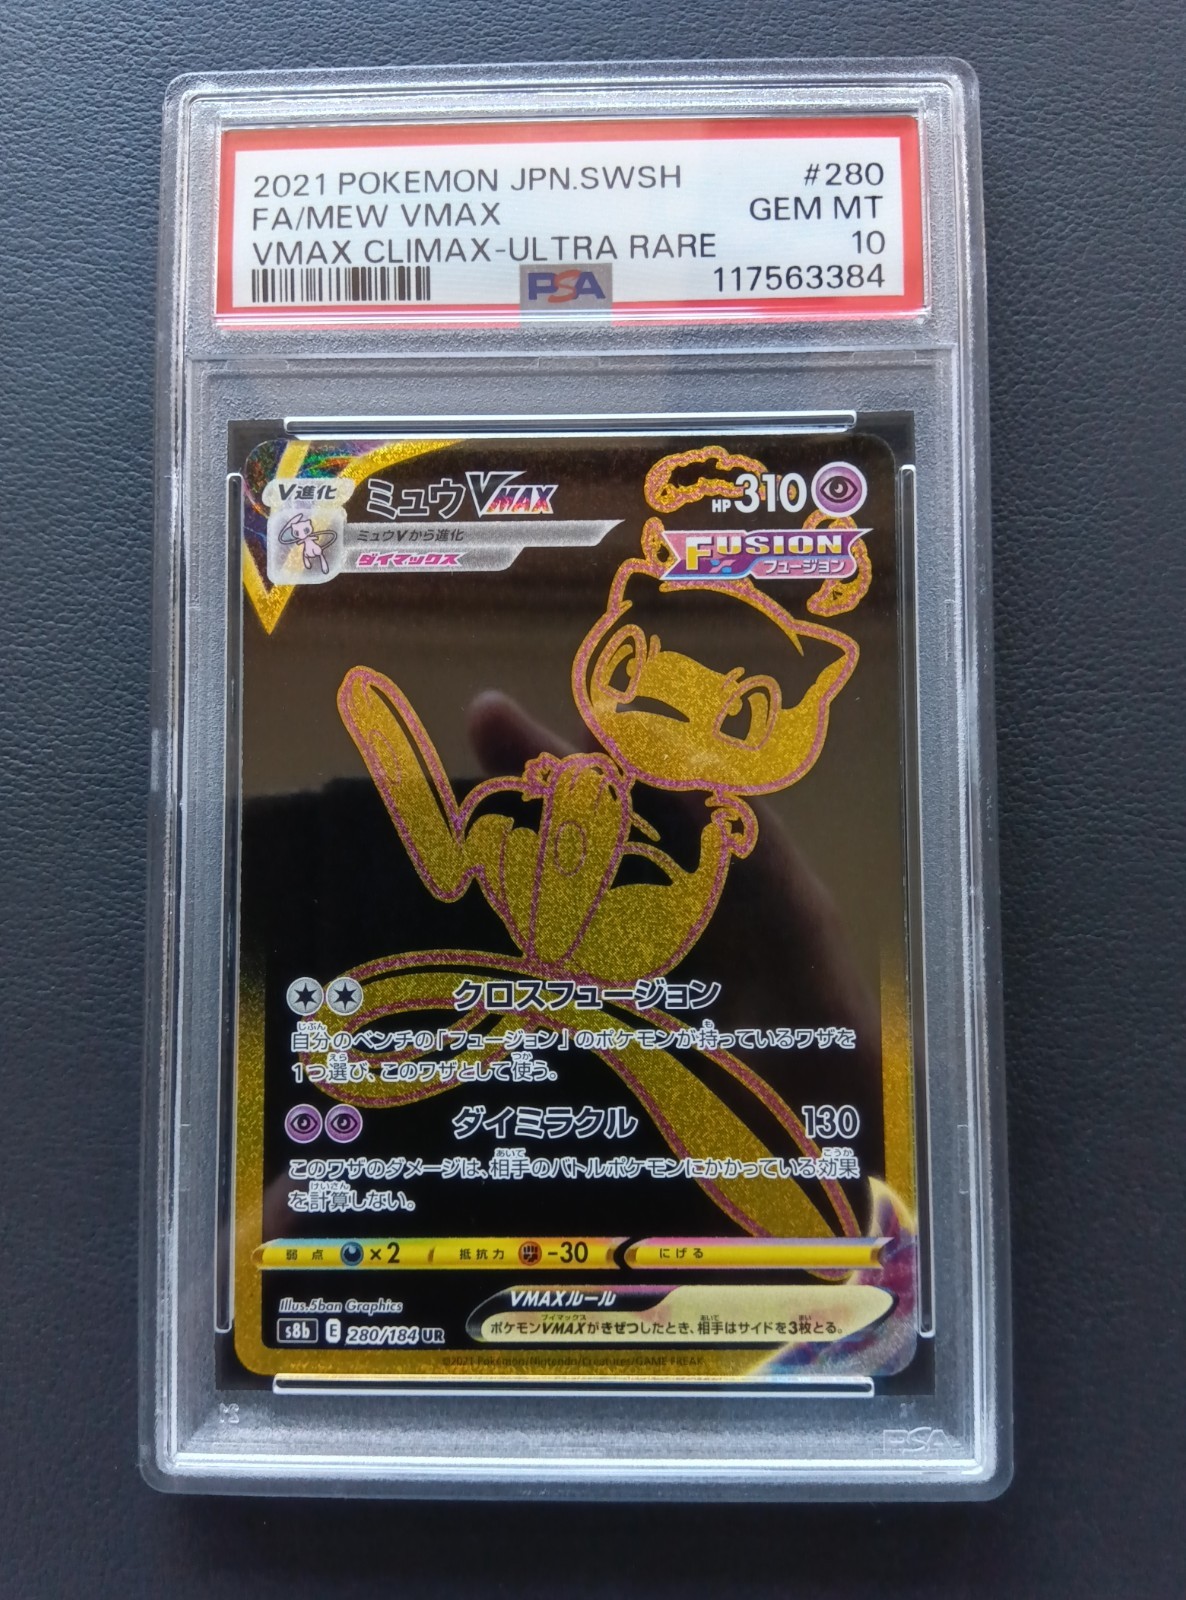 2021 POKEMON JPN.SWSH #280
FA/MEW VMAX GEM MT
VMAX CLIMAX-ULTRA RARE 10
PSA 117563384
V進化 ミュウVMAX HP310
ミュウVから進化
ダイマックス
FUSION
フュージョン
クロスフュージョン
自分のベンチの「フュージョン」のポケモンが持っているワザを
1つ選び、このワザとして使う。
ダイミラクル 130
このワザのダメージは、相手のバトルポケモンにかかっている効果
を計算しない。
弱点 ×2 抵抗力 -30 にげる
Illus.5ban Graphics
VMAXルール
s8b E 280/184 UR
ポケモンVMAXがきぜつしたとき、相手はサイドを3枚とる。
©2021 Pokémon/Nintendo/Creatures/GAME FREAK
PSA